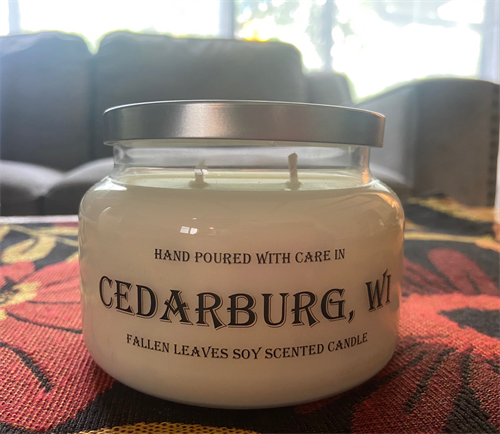 HAND POURED WITH CARE IN
CEDARBURG, WI
FALLEN LEAVES SOY SCENTED CANDLE